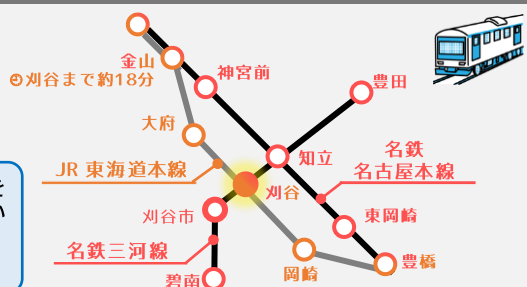 金山
刈谷まで約18分
神宮前
豊田
大府
知立
名鉄
名古屋本線
JR 東海道本線
刈谷
刈谷市
東岡崎
名鉄三河線
碧南
岡崎
豊橋